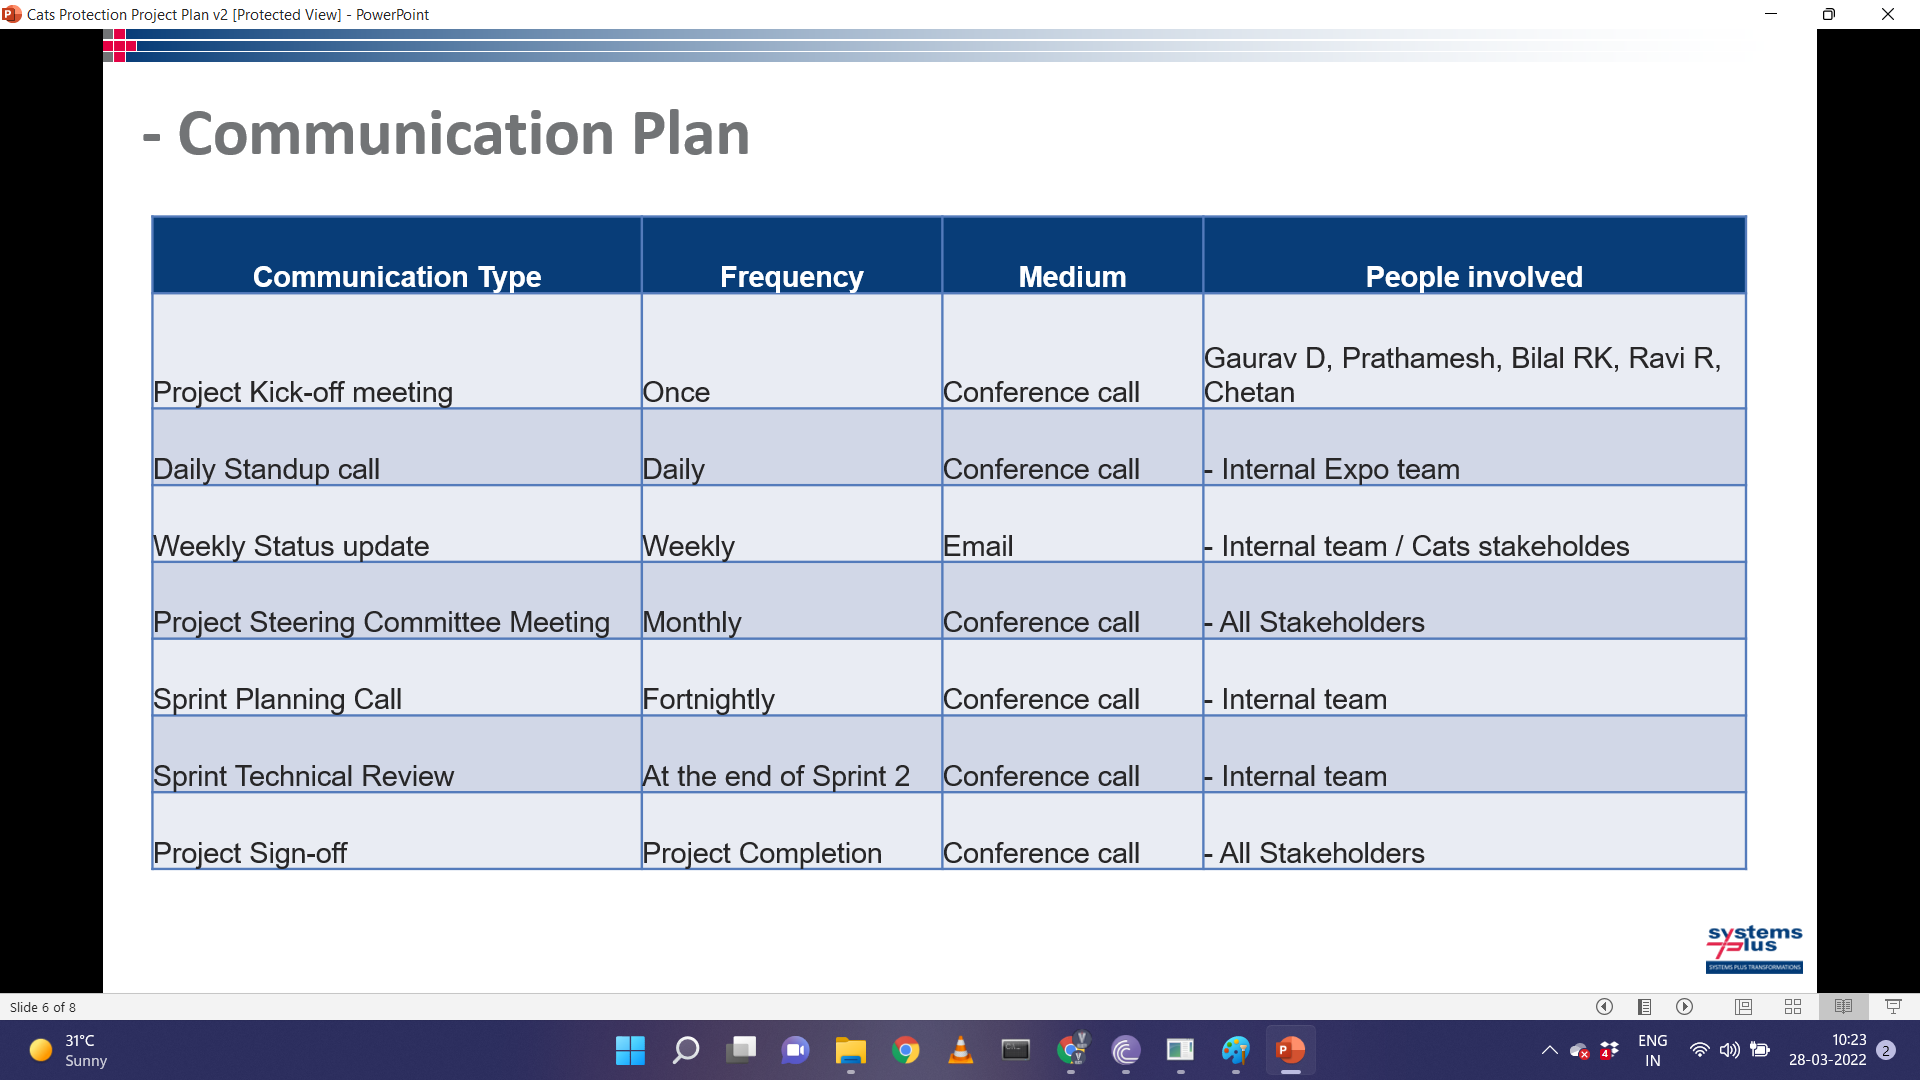 Cats Protection Project Plan v2 [Protected View] - PowerPoint
- Communication Plan
Communication Type Frequency Medium People involved
Gaurav D, Prathamesh, Bilal RK, Ravi R,
Project Kick-off meeting Once Conference call Chetan
Daily Standup call Daily Conference call - Internal Expo team
Weekly Status update Weekly Email - Internal team / Cats stakeholdes
Project Steering Committee Meeting Monthly Conference call - All Stakeholders
Sprint Planning Call Fortnightly Conference call - Internal team
Sprint Technical Review At the end of Sprint 2 Conference call - Internal team
Project Sign-off Project Completion Conference call - All Stakeholders
systems
plus
SYSTEMS PLUS TRANSFORMATIONS
Slide 6 of 8
31°C
Sunny
4
ENG
IN
10:23
28-03-2022
2